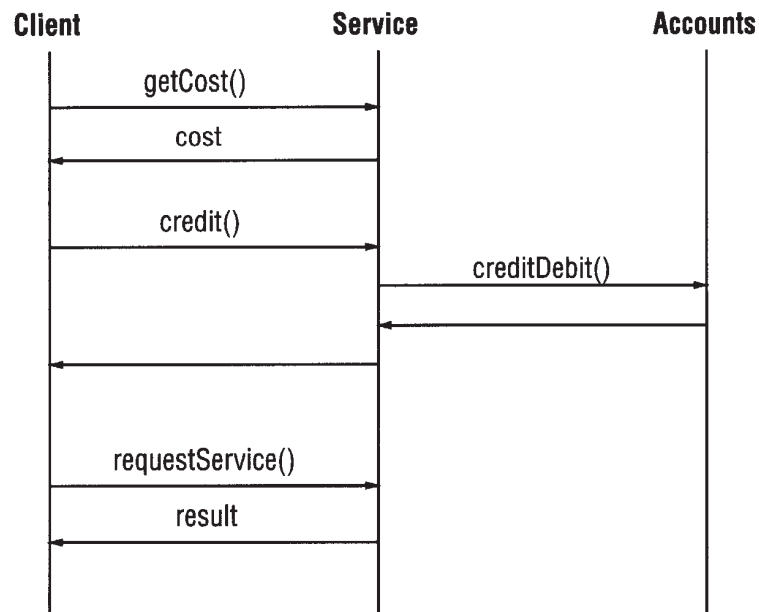 Client Service Accounts
getCost()
cost
credit()
creditDebit()
requestService()
result